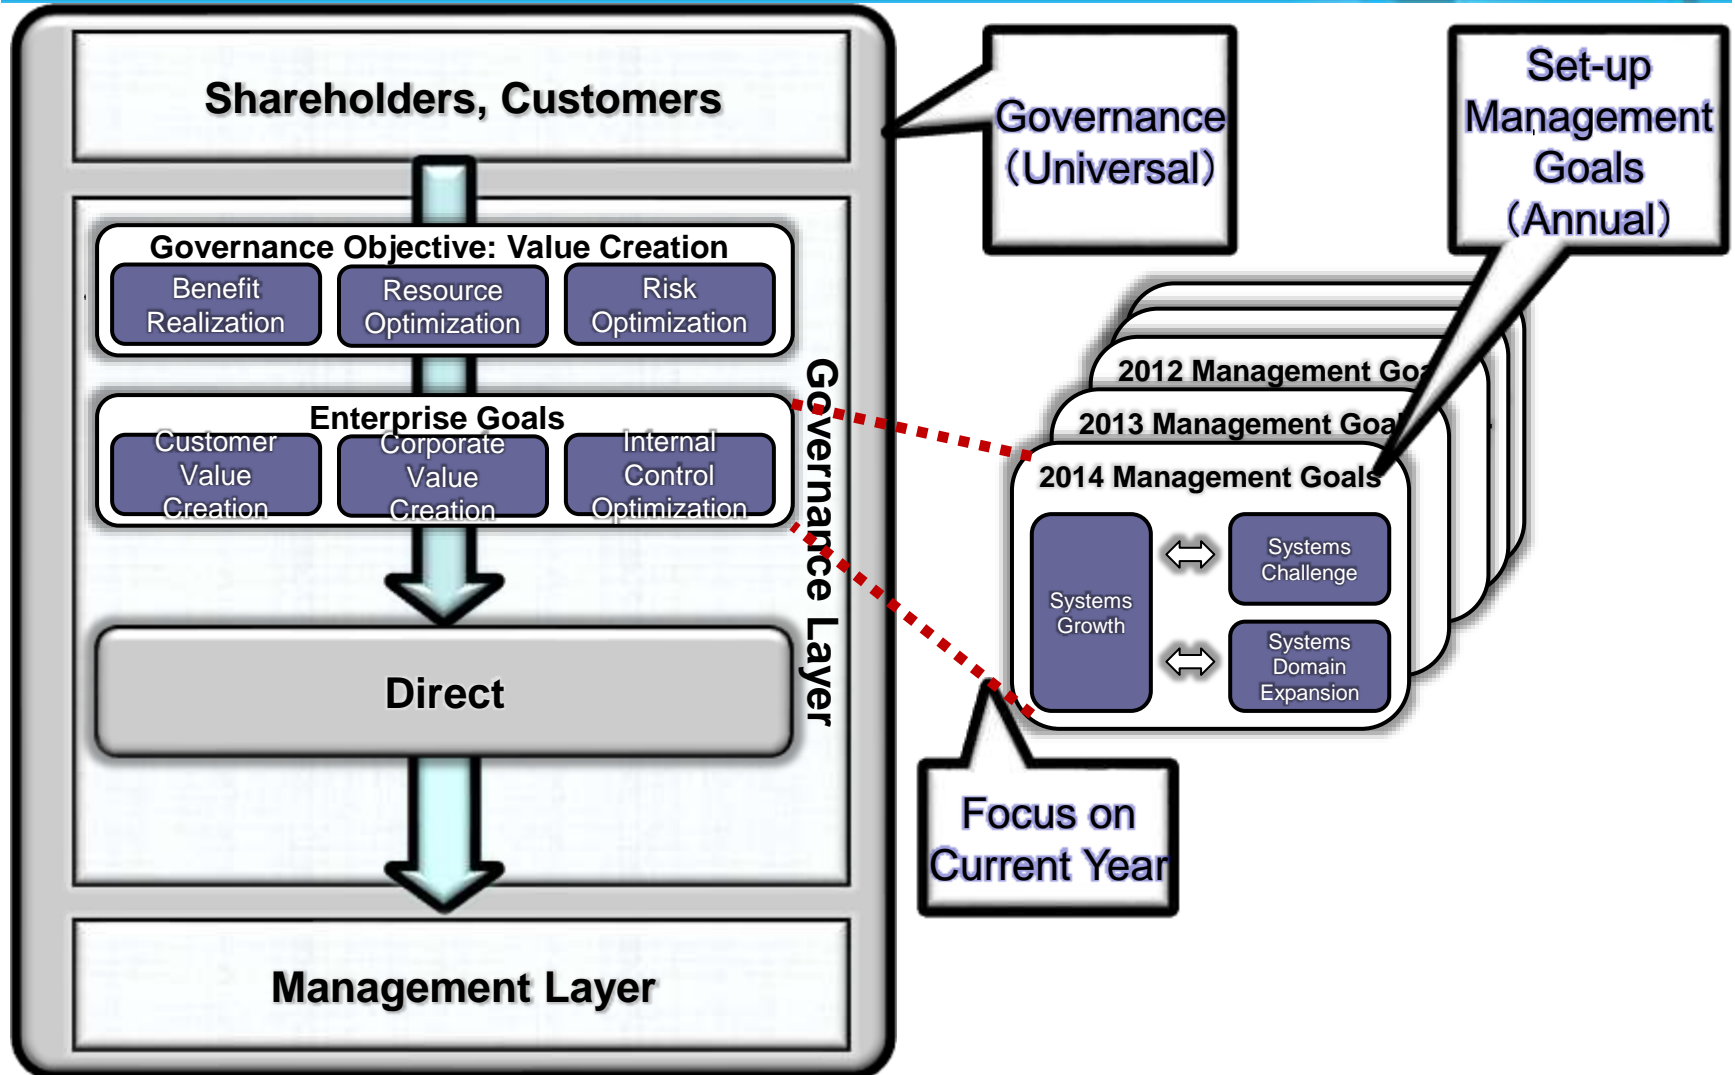 Shareholders, Customers
Governance Objective: Value Creation
Benefit
Realization
Resource
Optimization
Risk
Optimization
Enterprise Goals
Customer
Value
Creation
Corporate
Value
Creation
Internal
Control
Optimization
Governance Layer
Direct
Management Layer
Governance
（Universal）
Set-up
Management
Goals
（Annual）
2012 Management Goa
2013 Management Goal
2014 Management Goals
Systems
Growth
Systems
Challenge
Systems
Domain
Expansion
Focus on
Current Year